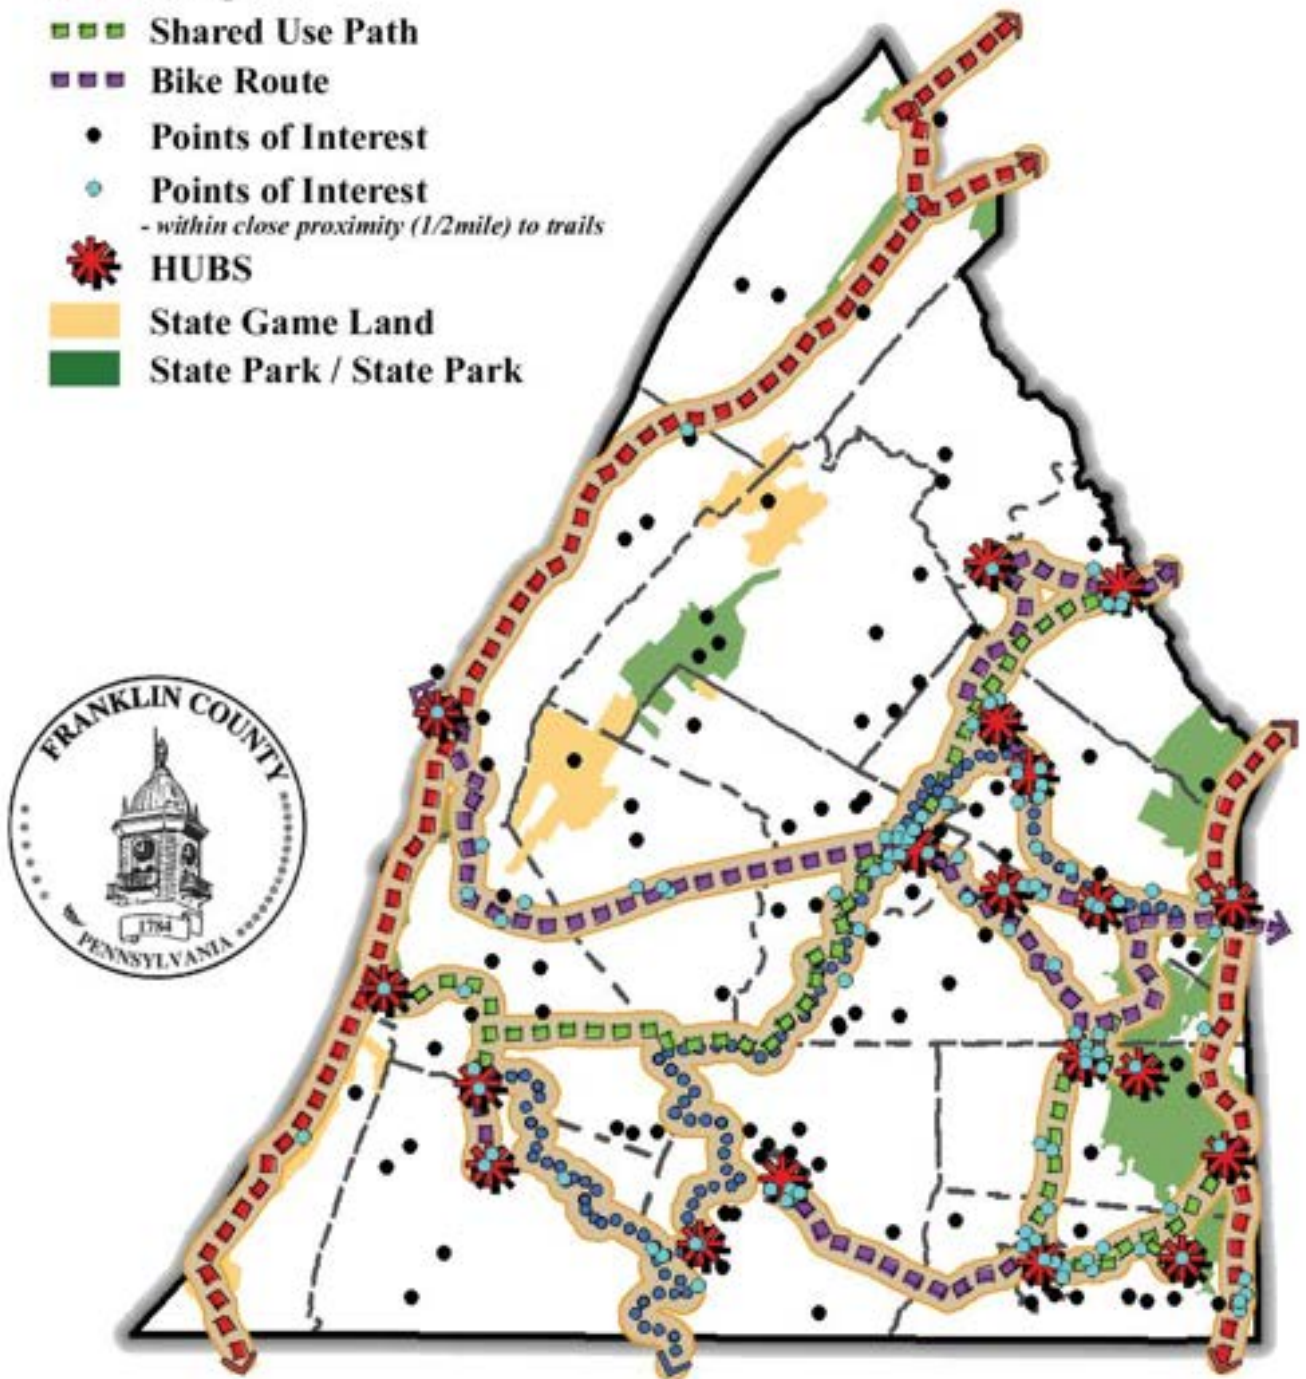 Shared Use Path
Bike Route
Points of Interest
Points of Interest
- within close proximity (1/2mile) to trails
HUBS
State Game Land
State Park / State Park
FRANKLIN COUNTY
1784
PENNSYLVANIA